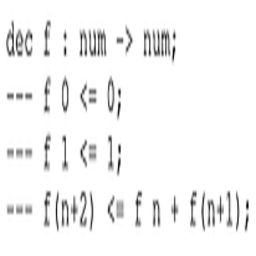 dec f : num -> num;
--- f 0 <= 0;
--- f 1 <= 1;
--- f(n+2) <= f n + f(n+1);